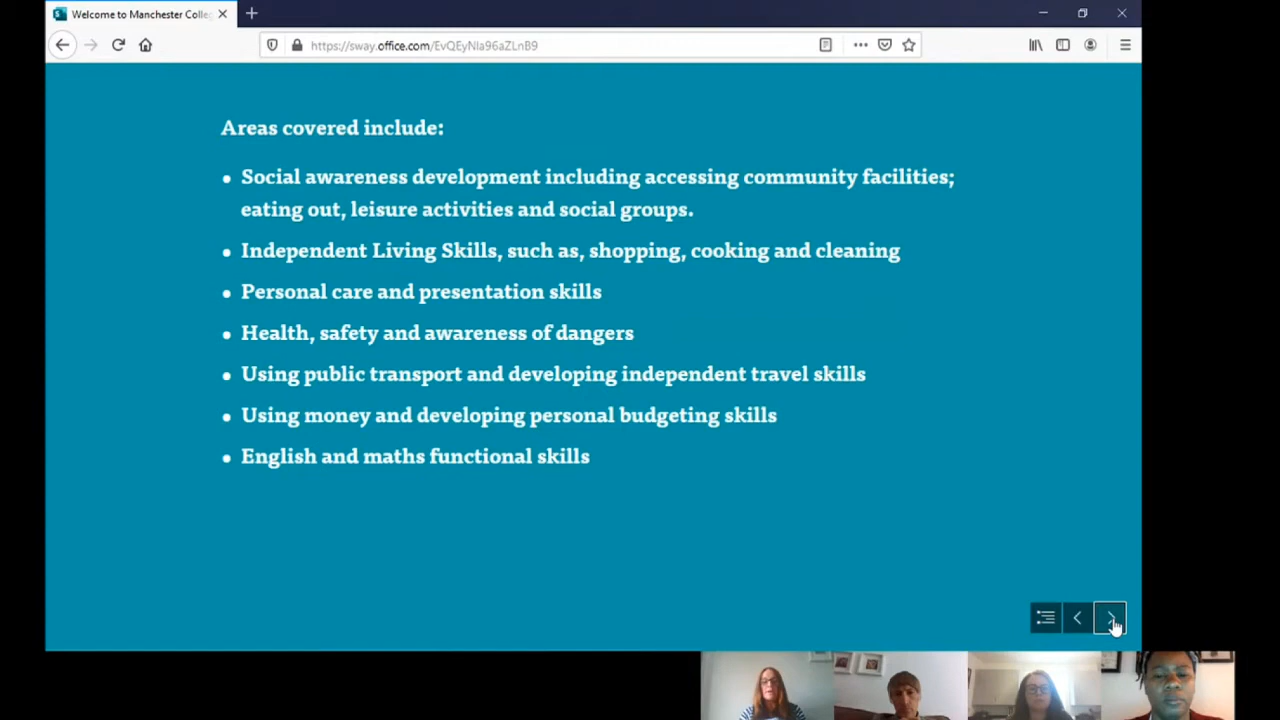 Welcome to Manchester Colle
https://sway.office.com/EvQEyNIa96aZLnB9
Areas covered include:
• Social awareness development including accessing community facilities;
eating out, leisure activities and social groups.
• Independent Living Skills, such as, shopping, cooking and cleaning
• Personal care and presentation skills
• Health, safety and awareness of dangers
• Using public transport and developing independent travel skills
• Using money and developing personal budgeting skills
• English and maths functional skills